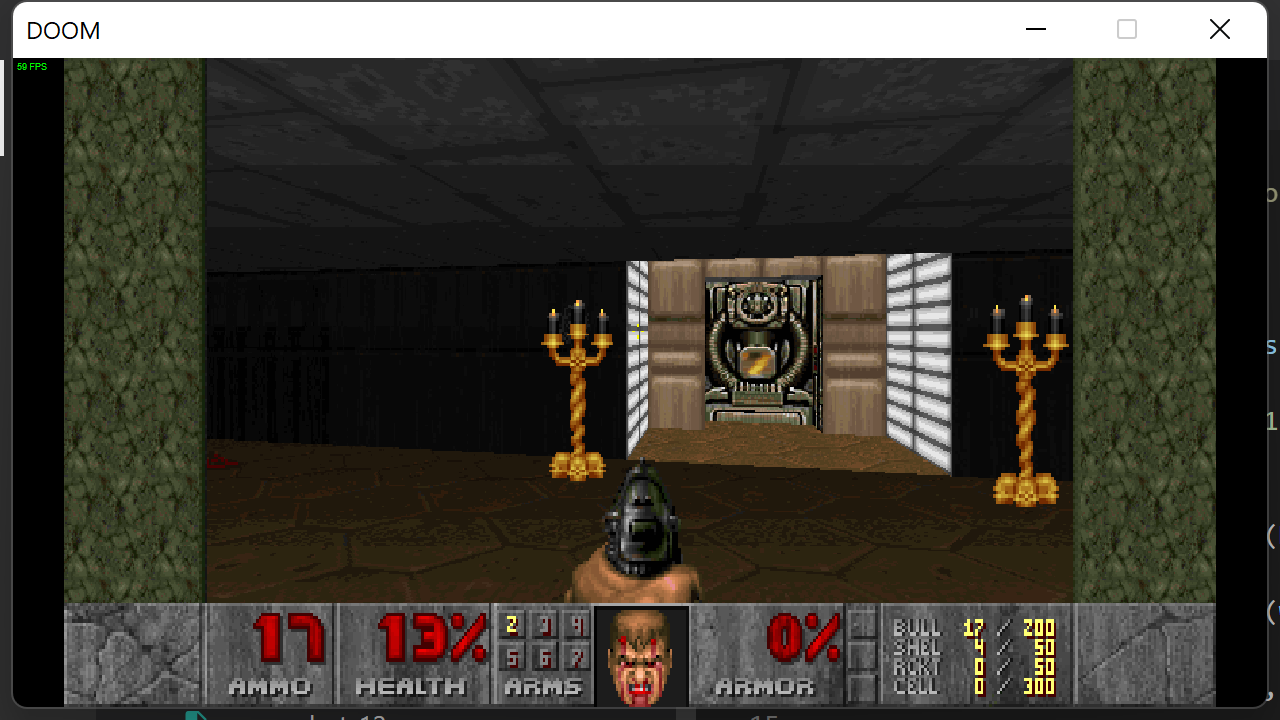 DOOM
59 FPS
17 13% 2 3 4 0% BULL 17 / 200
SHEL 4 / 50
5 6 7 RCKT 0 / 50
AMMO HEALTH ARMS ARMOR CELL 0 / 300
15